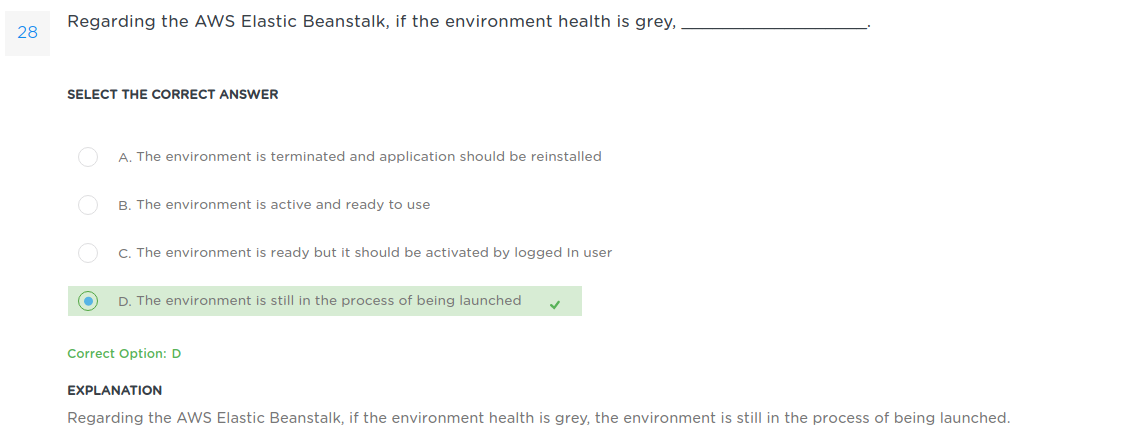 28
Regarding the AWS Elastic Beanstalk, if the environment health is grey, ____________________.
SELECT THE CORRECT ANSWER
A. The environment is terminated and application should be reinstalled
B. The environment is active and ready to use
C. The environment is ready but it should be activated by logged In user
D. The environment is still in the process of being launched
Correct Option: D
EXPLANATION
Regarding the AWS Elastic Beanstalk, if the environment health is grey, the environment is still in the process of being launched.